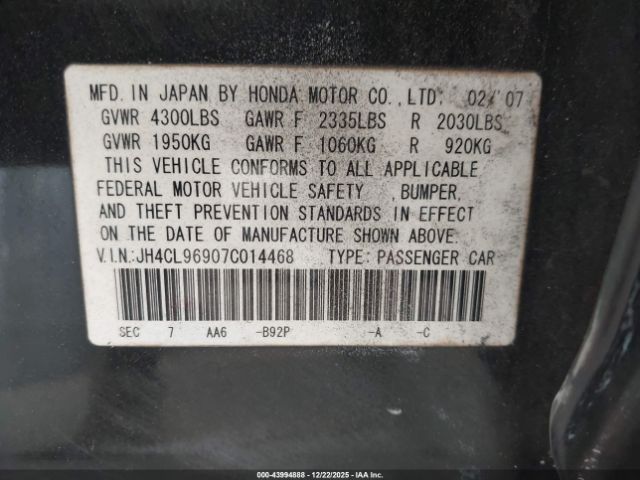 MFD. IN JAPAN BY HONDA MOTOR CO.,LTD. 02/'07
GVWR 4300LBS GAWR F 2335LBS R 2030LBS
GVWR 1950KG GAWR F 1060KG R 920KG
THIS VEHICLE CONFORMS TO ALL APPLICABLE
FEDERAL MOTOR VEHICLE SAFETY ,BUMPER,
AND THEFT PREVENTION STANDARDS IN EFFECT
ON THE DATE OF MANUFACTURE SHOWN ABOVE.
V.I.N:JH4CL96907C014468 TYPE: PASSENGER CAR
SEC 7 AA6 -B92P -A -C
000-43994888 - 12/22/2025 - IAAI.COM